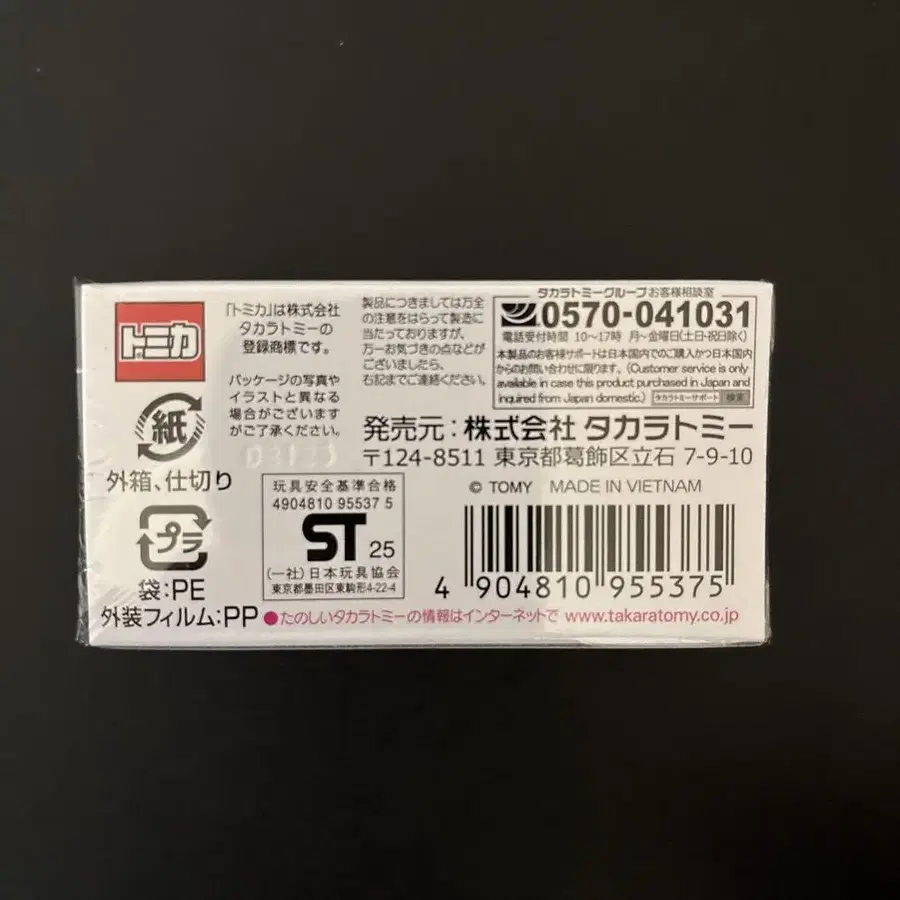 トミカ
紙
外箱、仕切り
プラ
袋:PE
外装フィルム:PP
「トミカ」は株式会社
タカラトミーの
登録商標です。
パッケージの写真や
イラストと異なる
場合がございます
がご了承ください。
製品につきましては万全
の注意をはらって製造に
当たっておりますが、
万一お気づきの点などが
ございましたら、
右記までご連絡ください。
タカラトミーグループお客様相談室
0570-041031
電話受付時間 10〜17時 月〜金曜日(土日・祝日除く)
本製品のお客様サポートは日本国内でのご購入かつ日本国内
からのお問い合わせに限ります。(Customer service is only
available in case this product purchased in Japan and
inquired from Japan domestic.) タカラトミーサポート 検索
発売元:株式会社 タカラトミー
〒124-8511 東京都葛飾区立石 7-9-10
© TOMY MADE IN VIETNAM
玩具安全基準合格
4904810 95537 5
ST 25
(一社)日本玩具協会
東京都墨田区東駒形4-22-4
4 904810 955375
●たのしいタカラトミーの情報はインターネットで www.takaratomy.co.jp